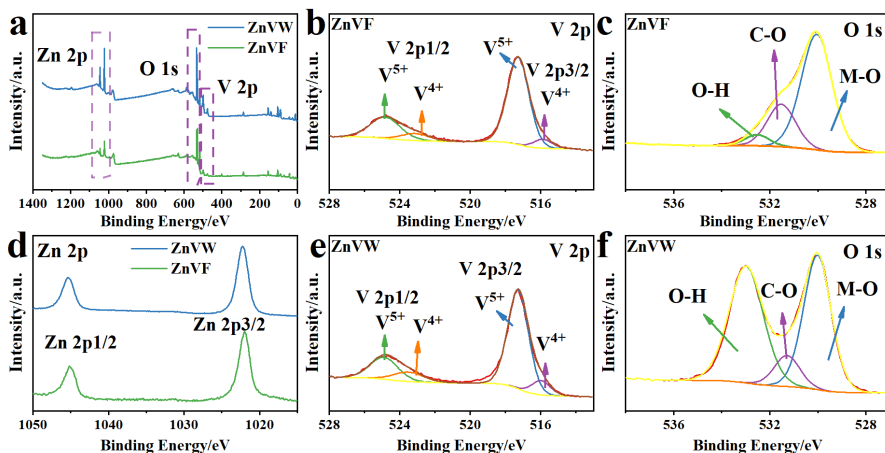 a
ZnVW
ZnVF
Zn 2p
O 1s
V 2p
Intensity/a.u.
1400 1200 1000 800 600 400 200 0
Binding Energy/eV
b
ZnVF
V 2p
V 2p1/2
V5+
V4+
V5+
V 2p3/2
V4+
Intensity/a.u.
528 524 520 516
Binding Energy/eV
c
ZnVF
O 1s
C-O
O-H
M-O
Intensity/a.u.
536 532 528
Binding Energy/eV
d
Zn 2p
ZnVW
ZnVF
Zn 2p1/2
Zn 2p3/2
Intensity/a.u.
1050 1040 1030 1020
Binding Energy/eV
e
ZnVW
V 2p
V 2p3/2
V 2p1/2
V5+
V4+
V5+
V4+
Intensity/a.u.
528 524 520 516
Binding Energy/eV
f
ZnVW
O 1s
O-H
C-O
M-O
Intensity/a.u.
536 532 528
Binding Energy/eV